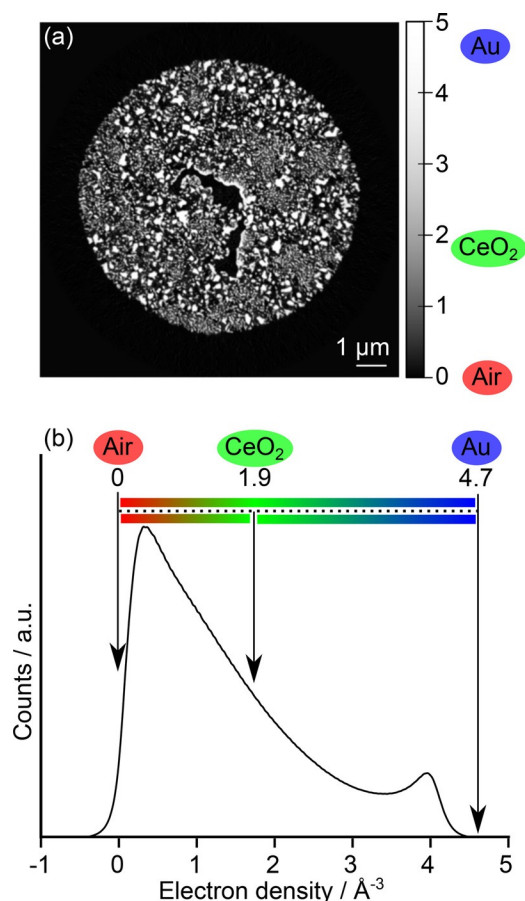 (a)
5
Au
4
3
2
CeO₂
1
1 µm
0
Air
(b)
Air
CeO₂
Au
0
1.9
4.7
Counts / a.u.
-1
0
1
2
3
4
5
Electron density / Å⁻³